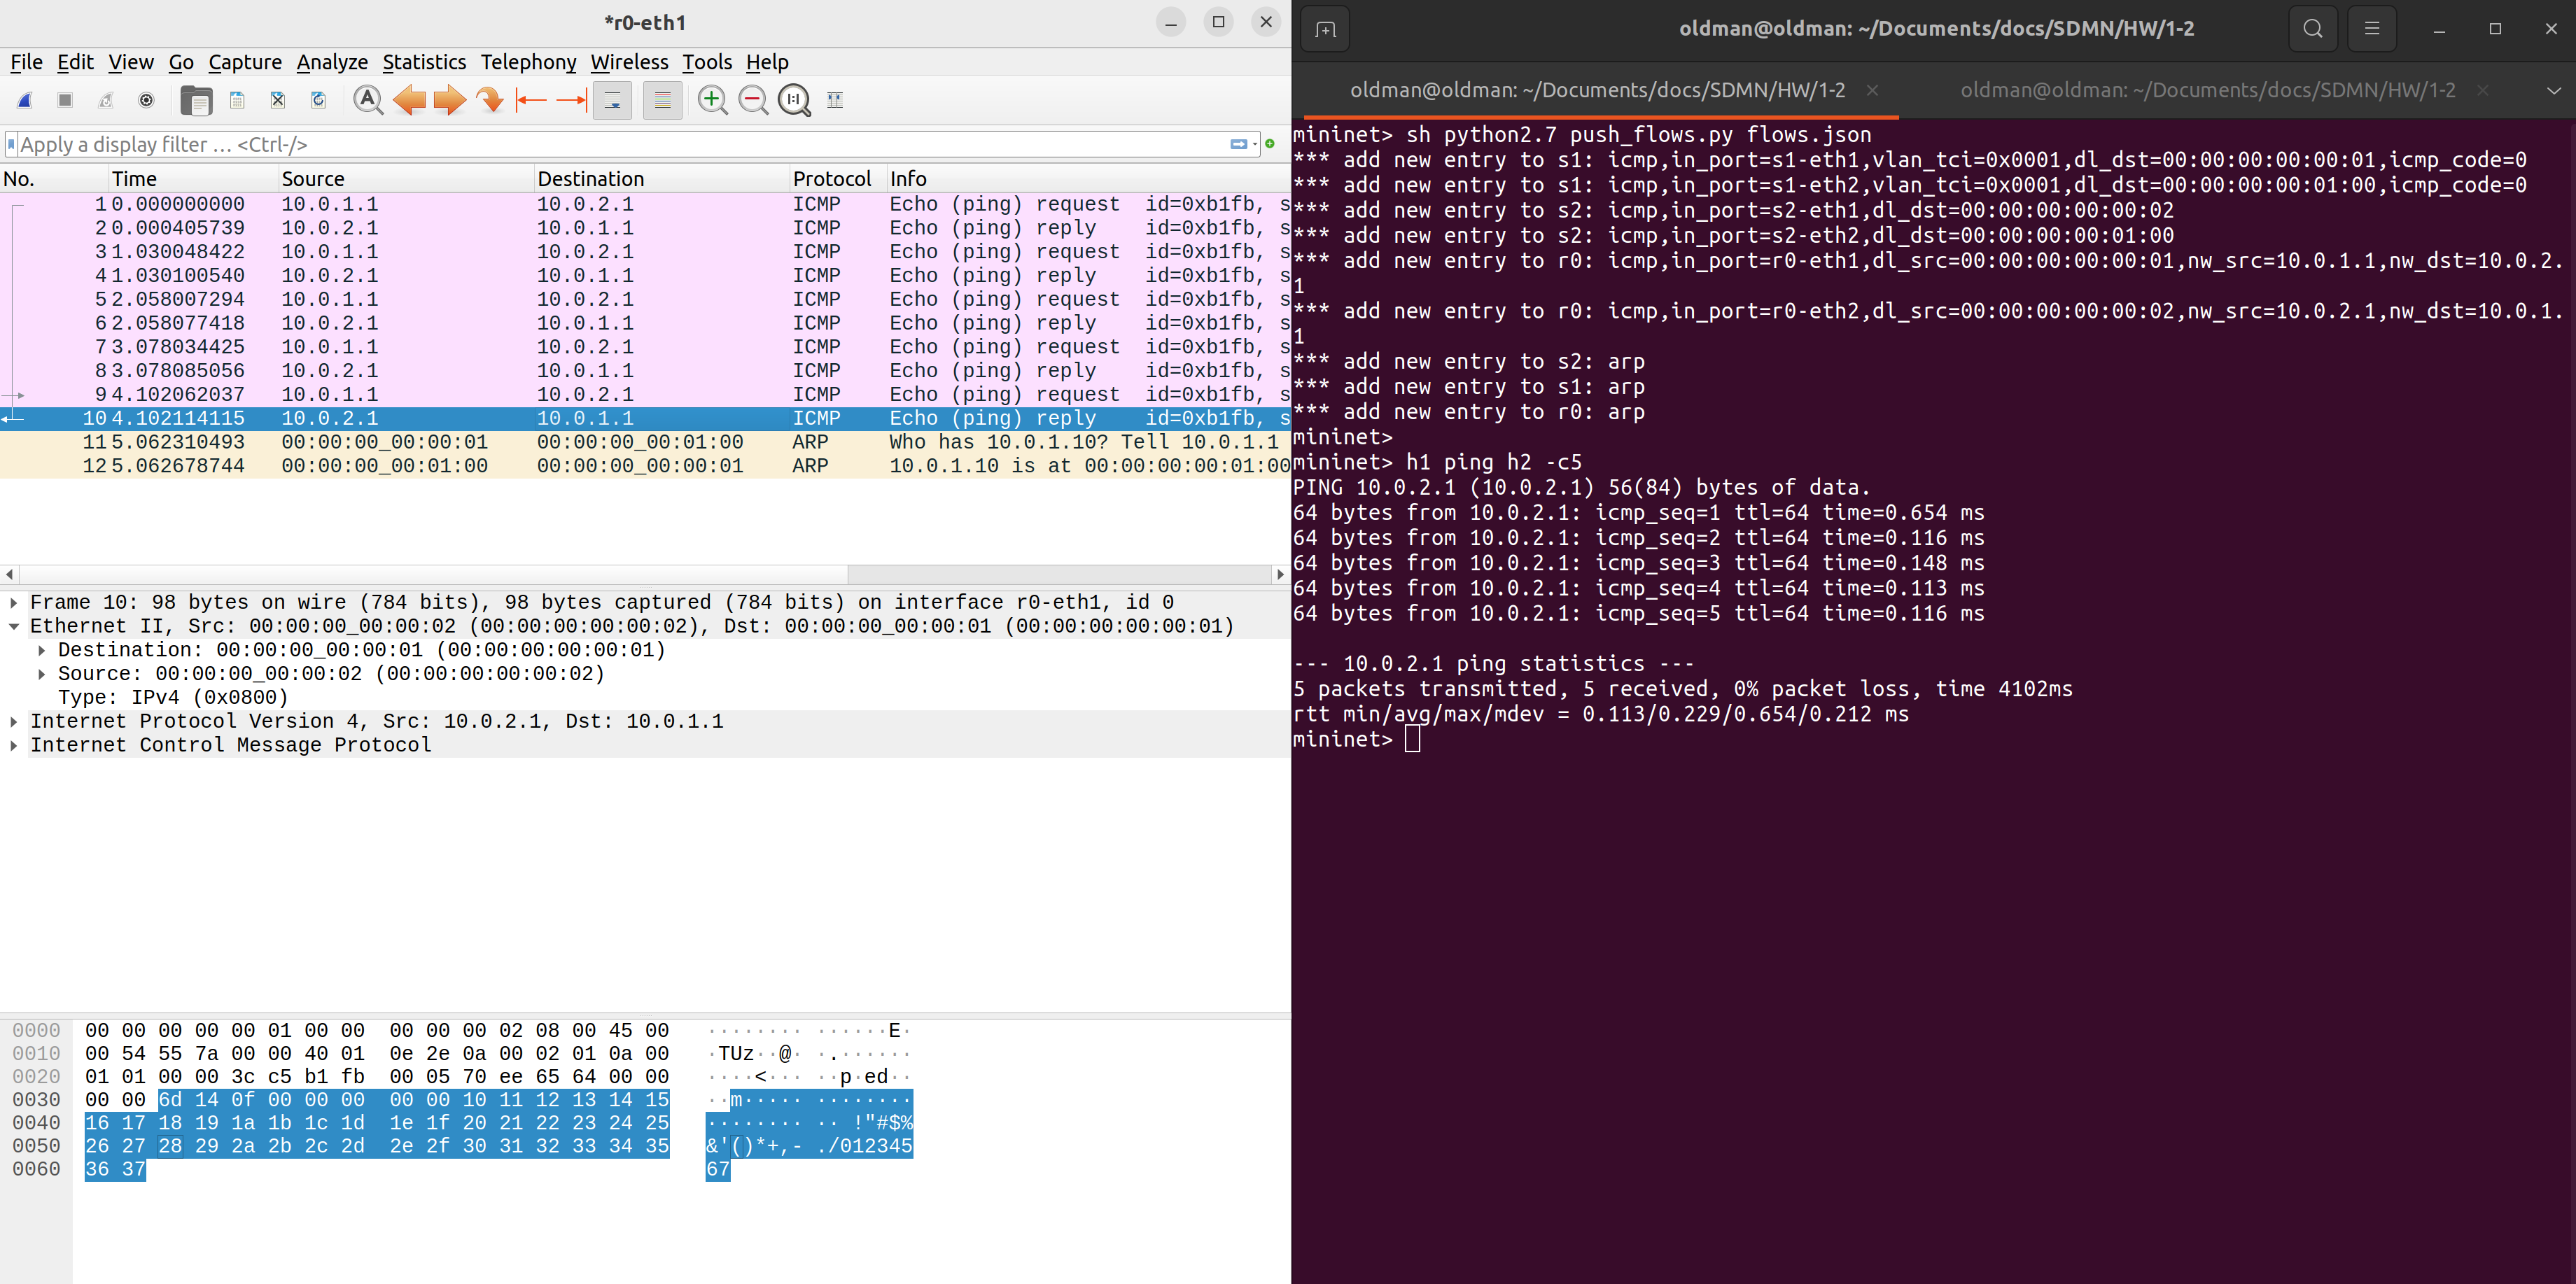 *r0-eth1
File Edit View Go Capture Analyze Statistics Telephony Wireless Tools Help
Apply a display filter … <Ctrl-/>
No. Time Source Destination Protocol Info
1 0.000000000 10.0.1.1 10.0.2.1 ICMP Echo (ping) request id=0xb1fb, s
2 0.000405739 10.0.2.1 10.0.1.1 ICMP Echo (ping) reply id=0xb1fb, s
3 1.030048422 10.0.1.1 10.0.2.1 ICMP Echo (ping) request id=0xb1fb, s
4 1.030100540 10.0.2.1 10.0.1.1 ICMP Echo (ping) reply id=0xb1fb, s
5 2.058007294 10.0.1.1 10.0.2.1 ICMP Echo (ping) request id=0xb1fb, s
6 2.058077418 10.0.2.1 10.0.1.1 ICMP Echo (ping) reply id=0xb1fb, s
7 3.078034425 10.0.1.1 10.0.2.1 ICMP Echo (ping) request id=0xb1fb, s
8 3.078085056 10.0.2.1 10.0.1.1 ICMP Echo (ping) reply id=0xb1fb, s
9 4.102062037 10.0.1.1 10.0.2.1 ICMP Echo (ping) request id=0xb1fb, s
10 4.102114115 10.0.2.1 10.0.1.1 ICMP Echo (ping) reply id=0xb1fb, s
11 5.062310493 00:00:00_00:00:01 00:00:00_00:01:00 ARP Who has 10.0.1.10? Tell 10.0.1.1
12 5.062678744 00:00:00_00:01:00 00:00:00_00:00:01 ARP 10.0.1.10 is at 00:00:00:00:01:00
Frame 10: 98 bytes on wire (784 bits), 98 bytes captured (784 bits) on interface r0-eth1, id 0
Ethernet II, Src: 00:00:00_00:00:02 (00:00:00:00:00:02), Dst: 00:00:00_00:00:01 (00:00:00:00:00:01)
Destination: 00:00:00_00:00:01 (00:00:00:00:00:01)
Source: 00:00:00_00:00:02 (00:00:00:00:00:02)
Type: IPv4 (0x0800)
Internet Protocol Version 4, Src: 10.0.2.1, Dst: 10.0.1.1
Internet Control Message Protocol
0000 00 00 00 00 00 01 00 00 00 00 00 02 08 00 45 00 ········ ······E·
0010 00 54 55 7a 00 00 40 01 0e 2e 0a 00 02 01 0a 00 ·TUz··@· ·.······
0020 01 01 00 00 3c c5 b1 fb 00 05 70 ee 65 64 00 00 ····<··· ··p·ed··
0030 00 00 6d 14 0f 00 00 00 00 00 10 11 12 13 14 15 ··m····· ········
0040 16 17 18 19 1a 1b 1c 1d 1e 1f 20 21 22 23 24 25 ········ ·· !"#$%
0050 26 27 28 29 2a 2b 2c 2d 2e 2f 30 31 32 33 34 35 &'()*+,- ./012345
0060 36 37 67
oldman@oldman: ~/Documents/docs/SDMN/HW/1-2
oldman@oldman: ~/Documents/docs/SDMN/HW/1-2 oldman@oldman: ~/Documents/docs/SDMN/HW/1-2
mininet> sh python2.7 push_flows.py flows.json
*** add new entry to s1: icmp,in_port=s1-eth1,vlan_tci=0x0001,dl_dst=00:00:00:00:00:01,icmp_code=0
*** add new entry to s1: icmp,in_port=s1-eth2,vlan_tci=0x0001,dl_dst=00:00:00:00:01:00,icmp_code=0
*** add new entry to s2: icmp,in_port=s2-eth1,dl_dst=00:00:00:00:00:02
*** add new entry to s2: icmp,in_port=s2-eth2,dl_dst=00:00:00:00:01:00
*** add new entry to r0: icmp,in_port=r0-eth1,dl_src=00:00:00:00:00:01,nw_src=10.0.1.1,nw_dst=10.0.2.
1
*** add new entry to r0: icmp,in_port=r0-eth2,dl_src=00:00:00:00:00:02,nw_src=10.0.2.1,nw_dst=10.0.1.
1
*** add new entry to s2: arp
*** add new entry to s1: arp
*** add new entry to r0: arp
mininet>
mininet> h1 ping h2 -c5
PING 10.0.2.1 (10.0.2.1) 56(84) bytes of data.
64 bytes from 10.0.2.1: icmp_seq=1 ttl=64 time=0.654 ms
64 bytes from 10.0.2.1: icmp_seq=2 ttl=64 time=0.116 ms
64 bytes from 10.0.2.1: icmp_seq=3 ttl=64 time=0.148 ms
64 bytes from 10.0.2.1: icmp_seq=4 ttl=64 time=0.113 ms
64 bytes from 10.0.2.1: icmp_seq=5 ttl=64 time=0.116 ms
--- 10.0.2.1 ping statistics ---
5 packets transmitted, 5 received, 0% packet loss, time 4102ms
rtt min/avg/max/mdev = 0.113/0.229/0.654/0.212 ms
mininet>